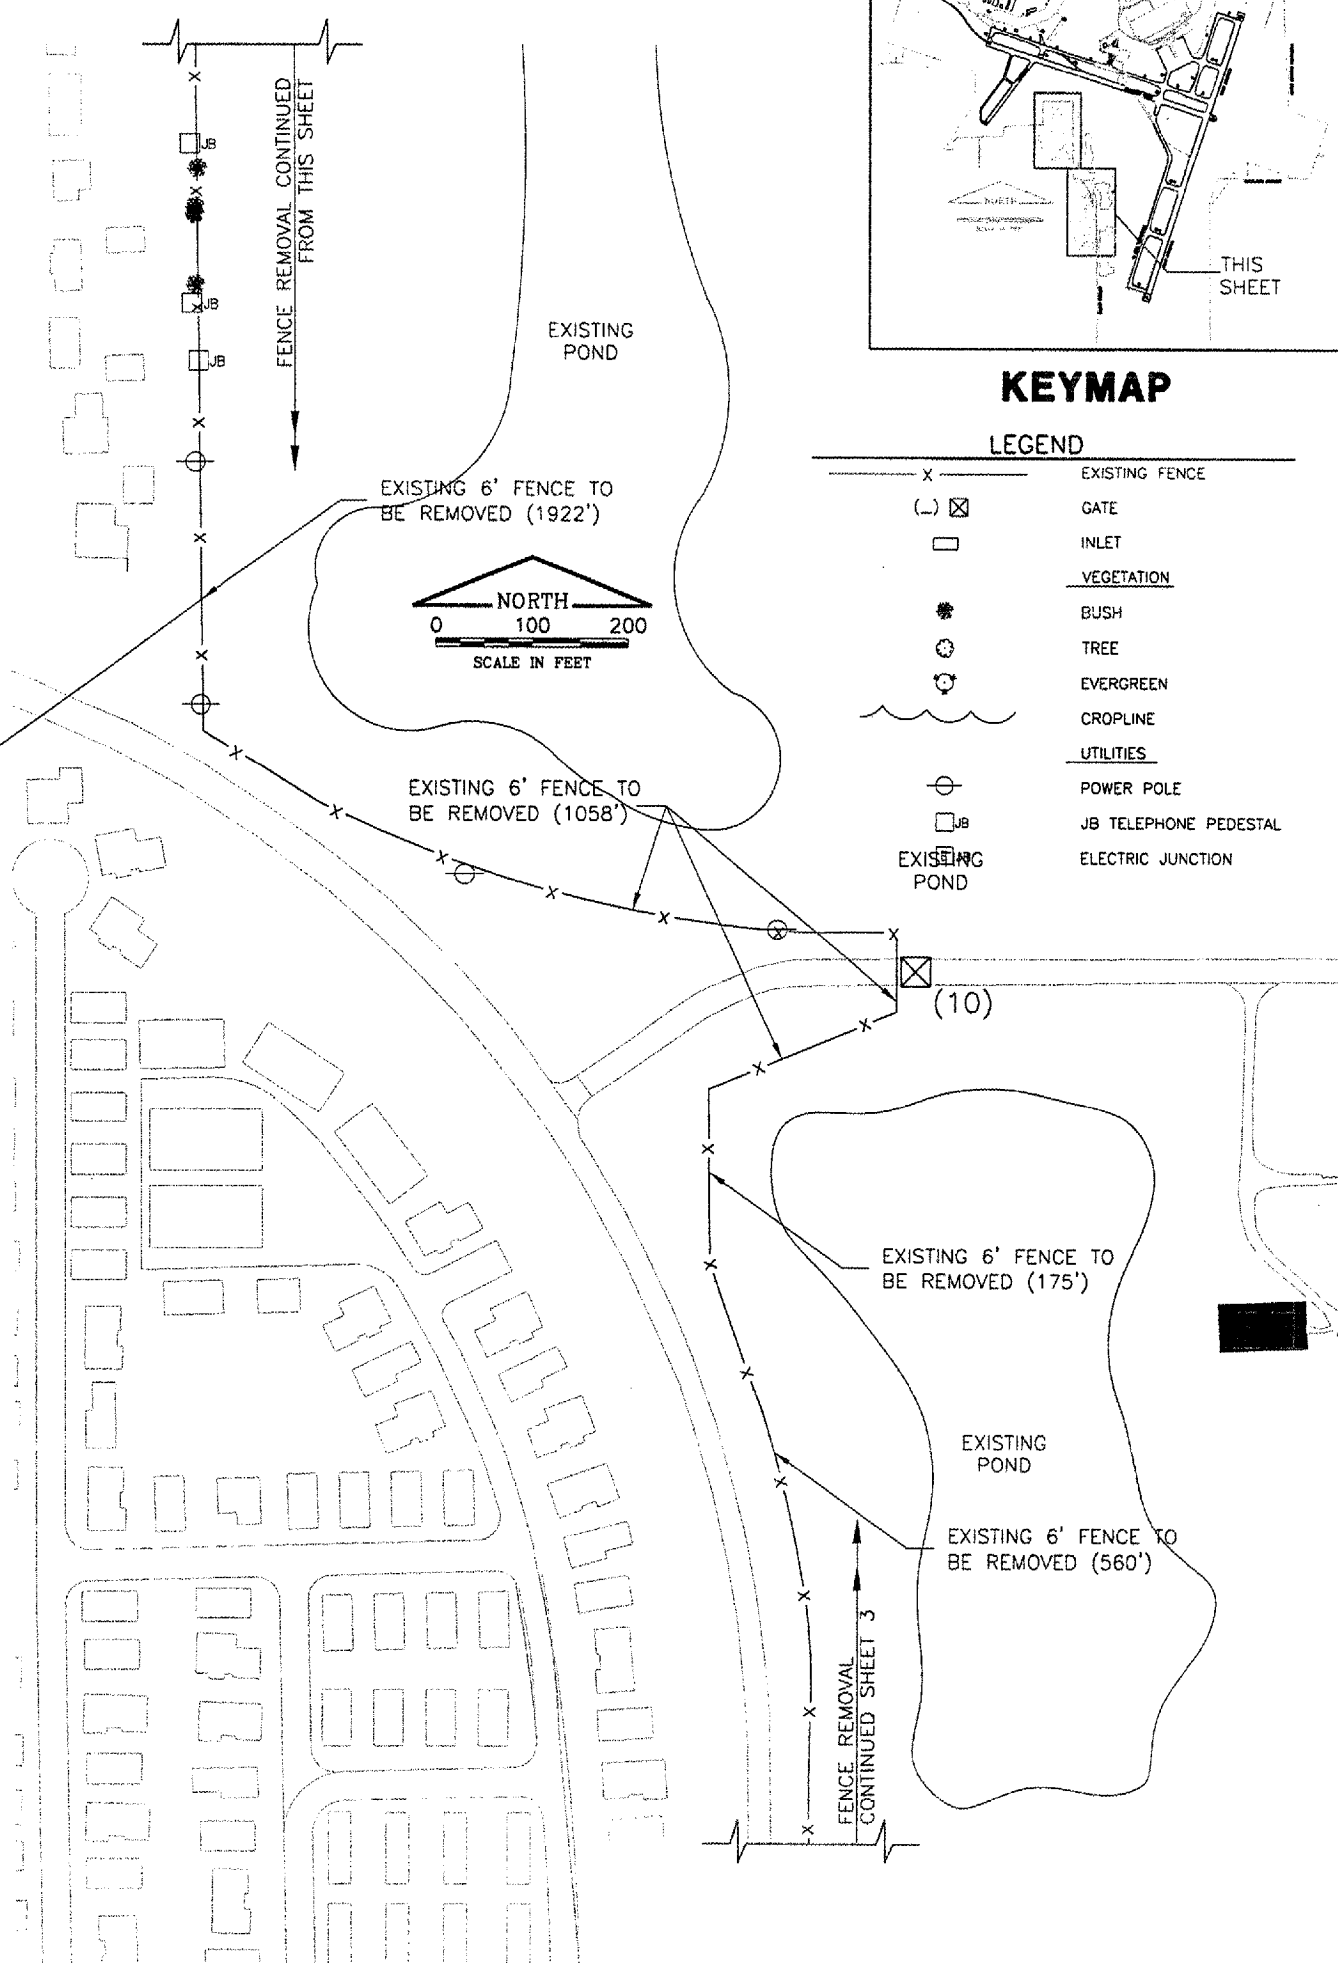 THIS
SHEET
NORTH
KEYMAP
LEGEND
X EXISTING FENCE
(_) GATE
INLET
VEGETATION
BUSH
TREE
EVERGREEN
CROPLINE
UTILITIES
POWER POLE
JB JB TELEPHONE PEDESTAL
ELECTRIC JUNCTION
EXISTING
POND
FENCE REMOVAL CONTINUED
FROM THIS SHEET
JB
JB
JB
EXISTING
POND
EXISTING 6' FENCE TO
BE REMOVED (1922')
NORTH
0 100 200
SCALE IN FEET
EXISTING 6' FENCE TO
BE REMOVED (1058')
(10)
EXISTING 6' FENCE TO
BE REMOVED (175')
EXISTING
POND
EXISTING 6' FENCE TO
BE REMOVED (560')
FENCE REMOVAL
CONTINUED SHEET 3